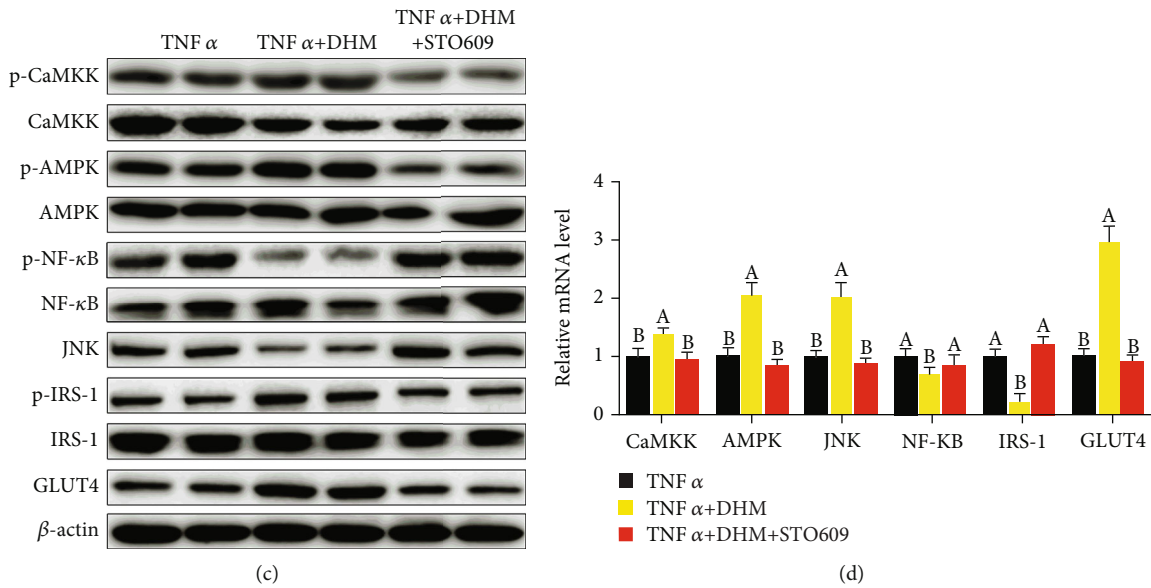 TNF α
TNF α+DHM
TNF α+DHM
+STO609
p-CaMKK
CaMKK
p-AMPK
AMPK
p-NF-κB
NF-κB
JNK
p-IRS-1
IRS-1
GLUT4
β-actin
(c)
Relative mRNA level
4
3
2
1
0
B A B
B A B
B A B
A B A
A B A
B A B
CaMKK AMPK JNK NF-KB IRS-1 GLUT4
TNF α
TNF α+DHM
TNF α+DHM+STO609
(d)